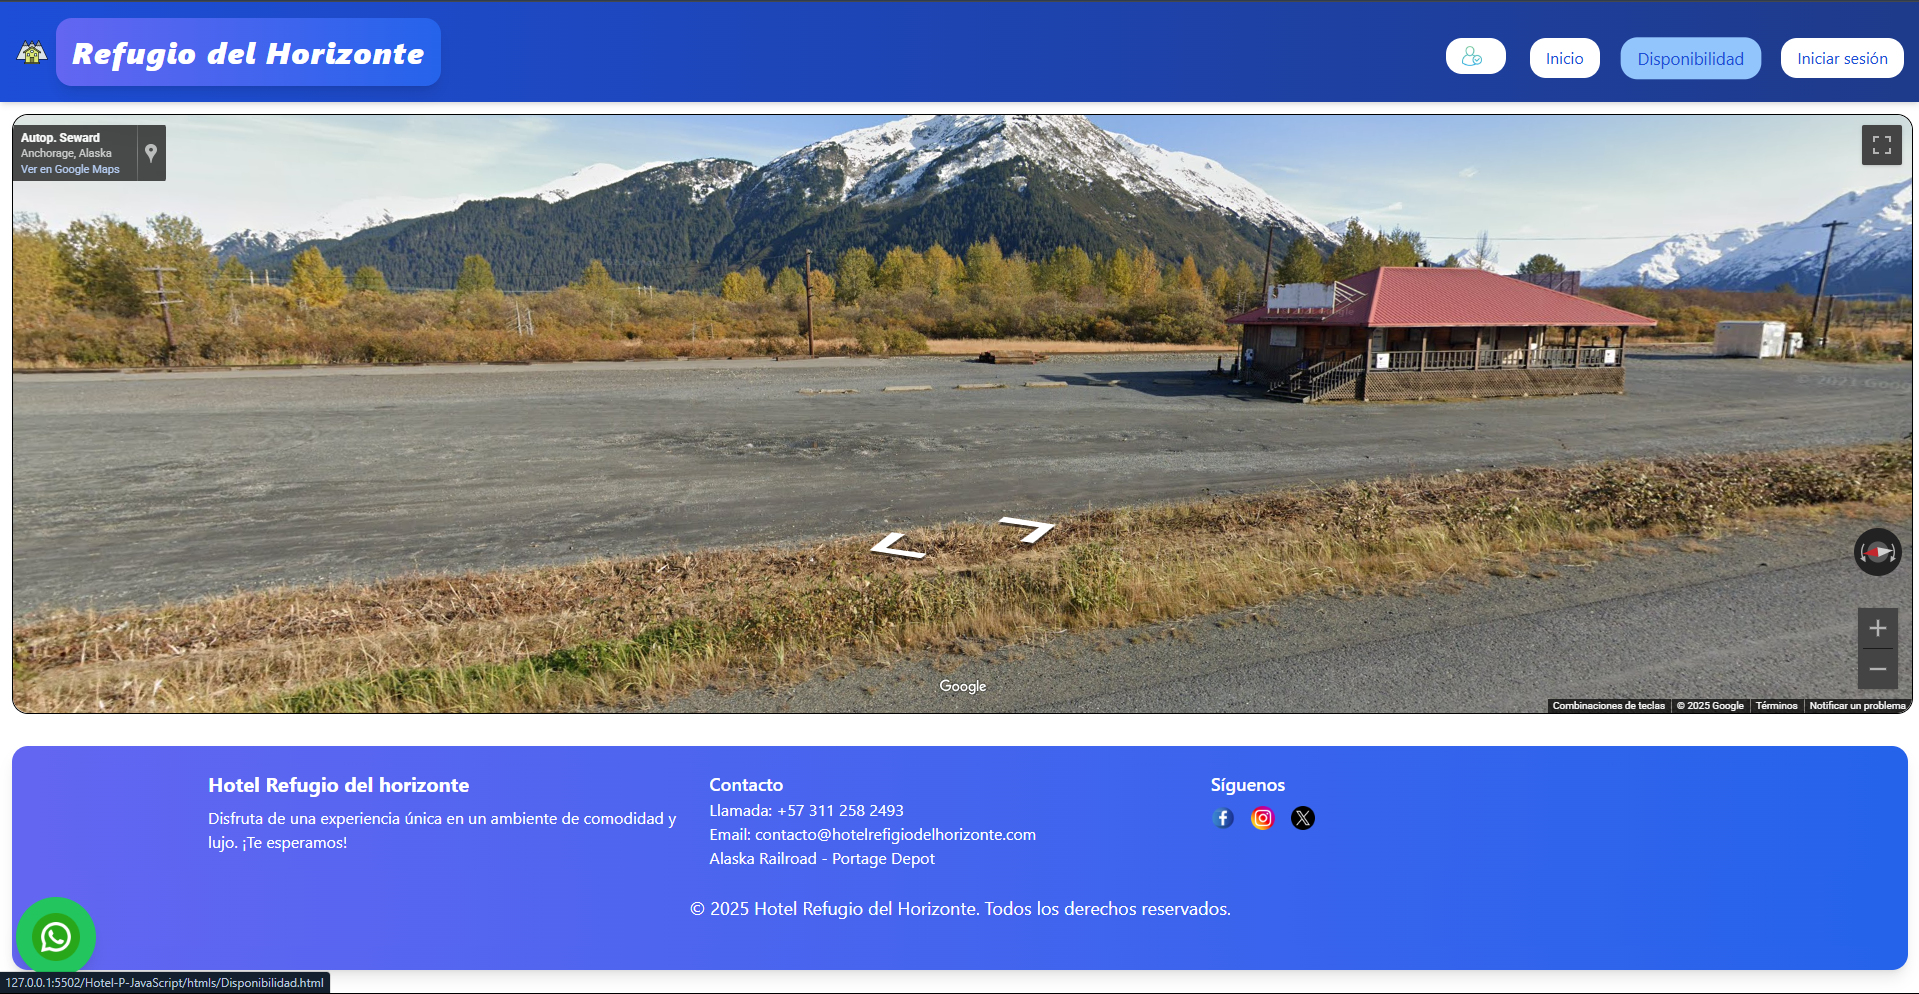 Refugio del Horizonte
Inicio
Disponibilidad
Iniciar sesión
Autop. Seward
Anchorage, Alaska
Ver en Google Maps
Google
Combinaciones de teclas
© 2025 Google
Términos
Notificar un problema
Hotel Refugio del horizonte
Disfruta de una experiencia única en un ambiente de comodidad y
lujo. ¡Te esperamos!
Contacto
Llamada: +57 311 258 2493
Email: contacto@hotelrefigiodelhorizonte.com
Alaska Railroad - Portage Depot
Síguenos
© 2025 Hotel Refugio del Horizonte. Todos los derechos reservados.
127.0.0.1:5502/Hotel-P-JavaScript/htmls/Disponibilidad.html